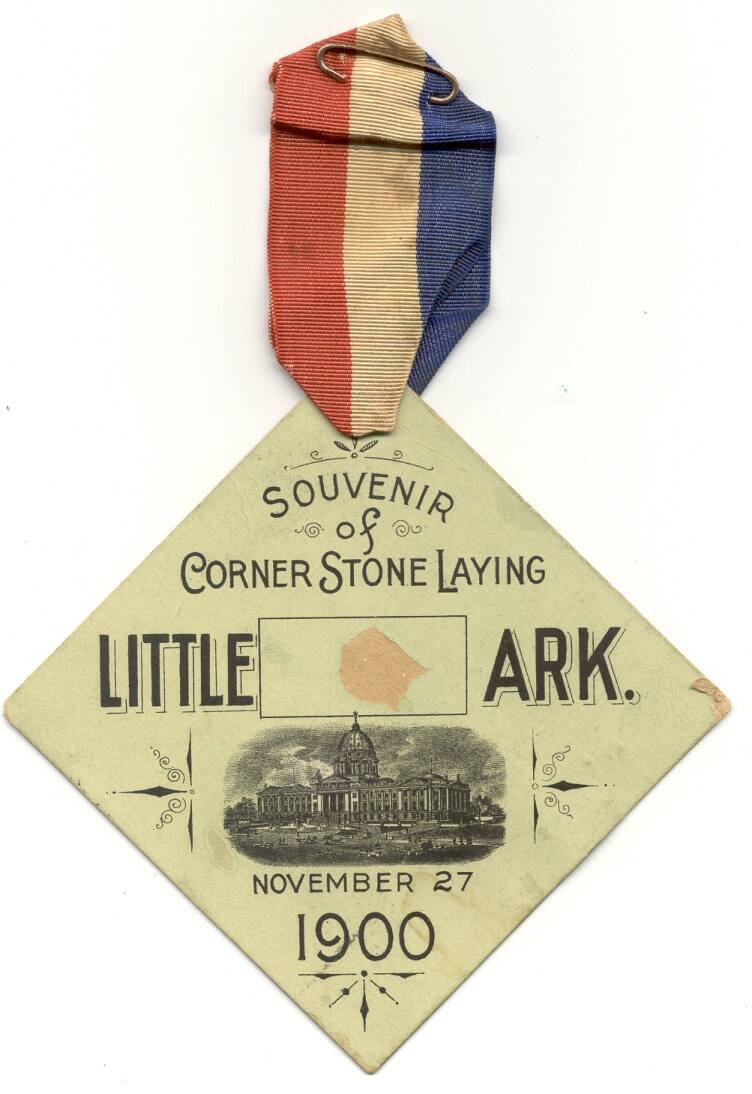 SOUVENIR
of
CORNER STONE LAYING
LITTLE ARK.
NOVEMBER 27
1900